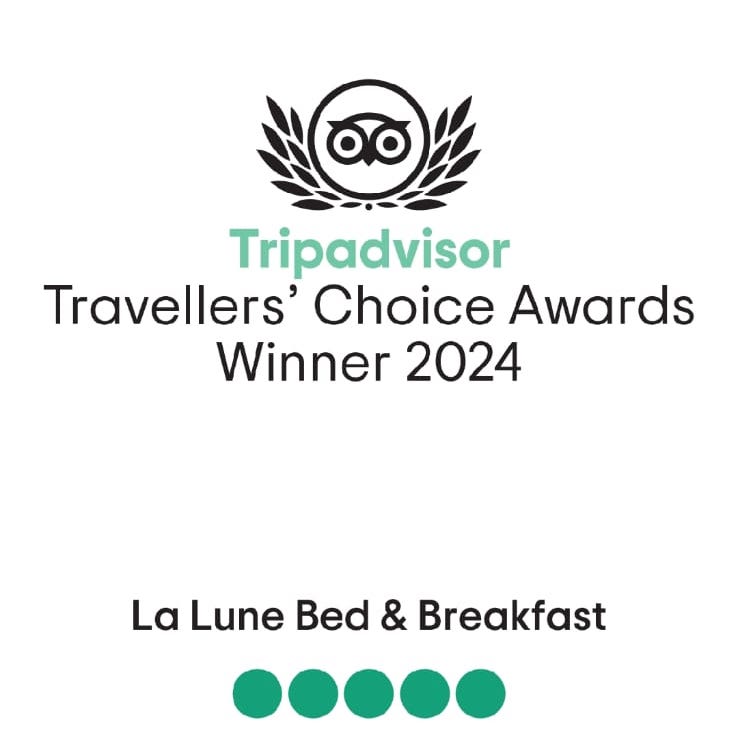 Tripadvisor
Travellers’ Choice Awards
Winner 2024
La Lune Bed & Breakfast